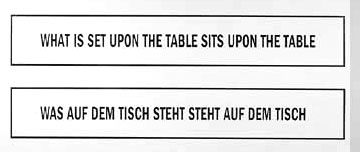 WHAT IS SET UPON THE TABLE SITS UPON THE TABLE
WAS AUF DEM TISCH STEHT STEHT AUF DEM TISCH